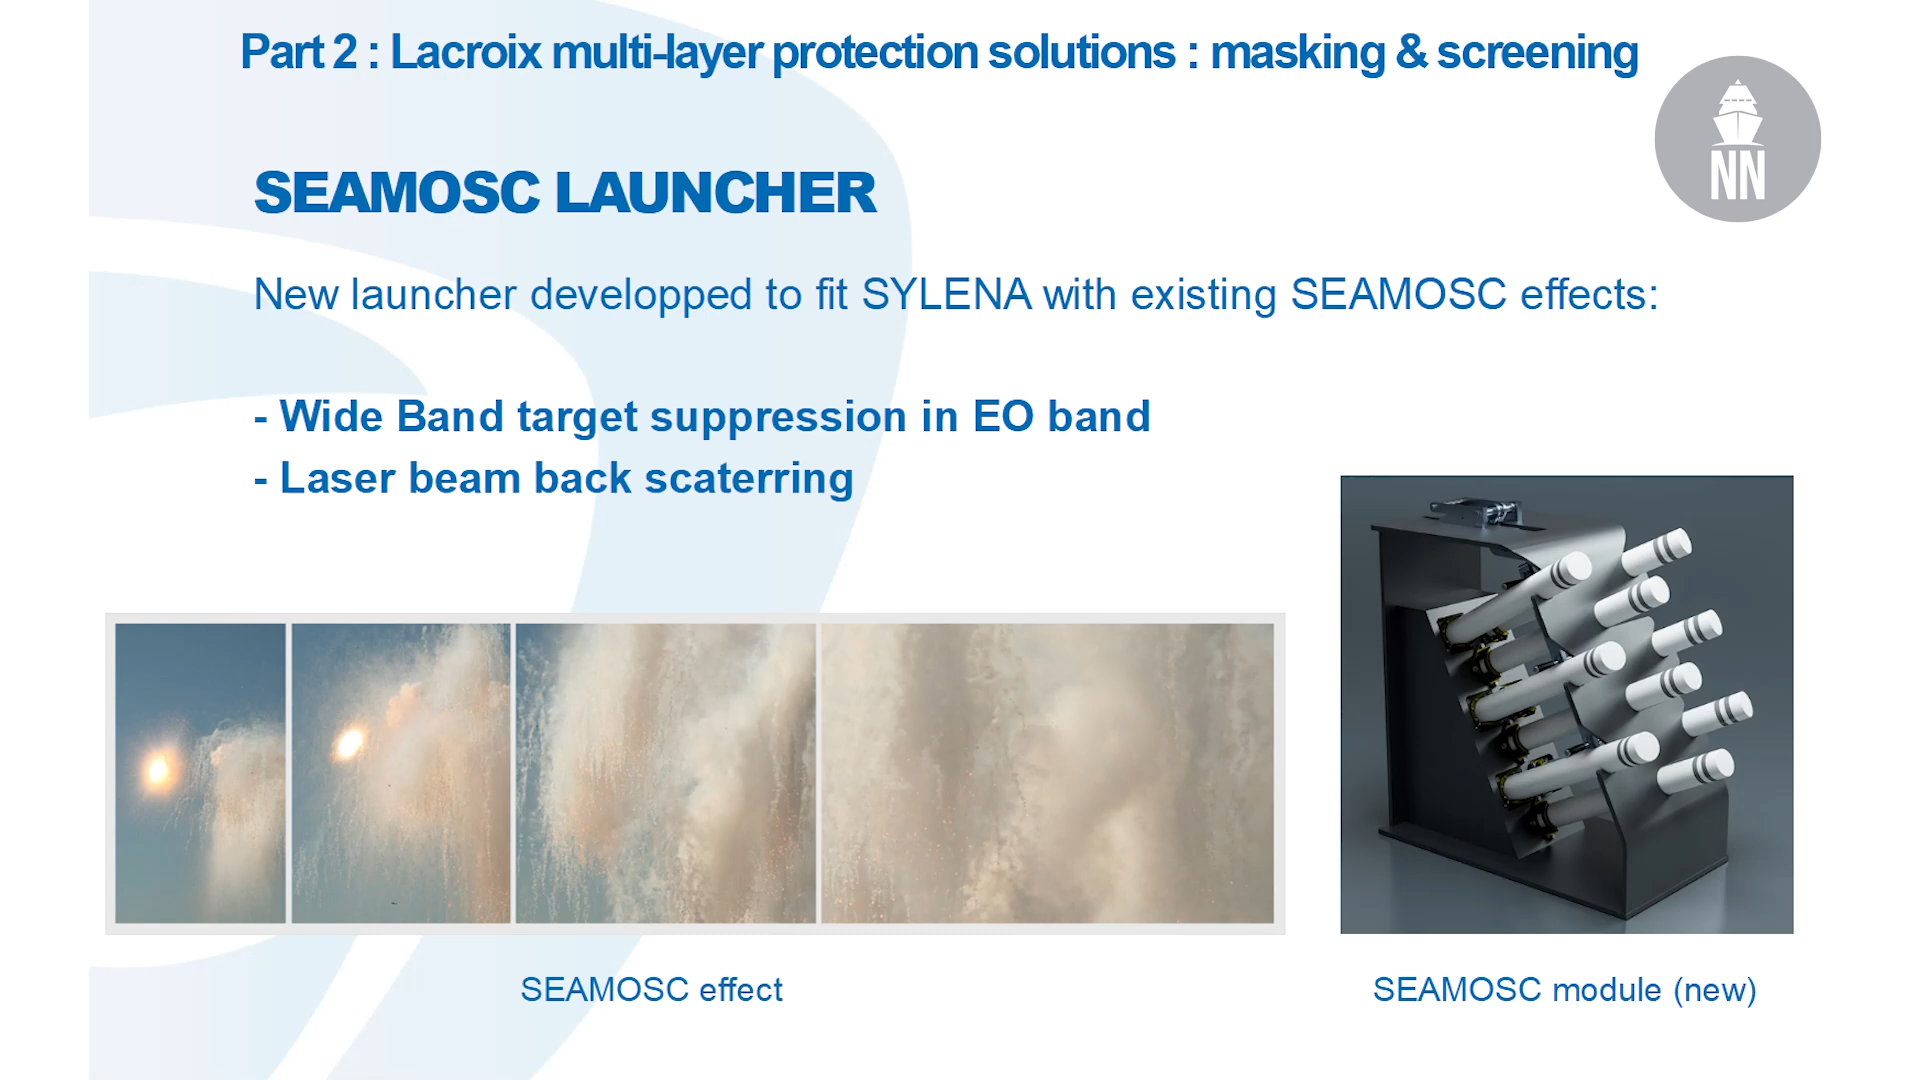 Part 2 : Lacroix multi-layer protection solutions : masking & screening
NN
SEAMOSC LAUNCHER
New launcher developped to fit SYLENA with existing SEAMOSC effects:
- Wide Band target suppression in EO band
- Laser beam back scaterring
SEAMOSC effect
SEAMOSC module (new)